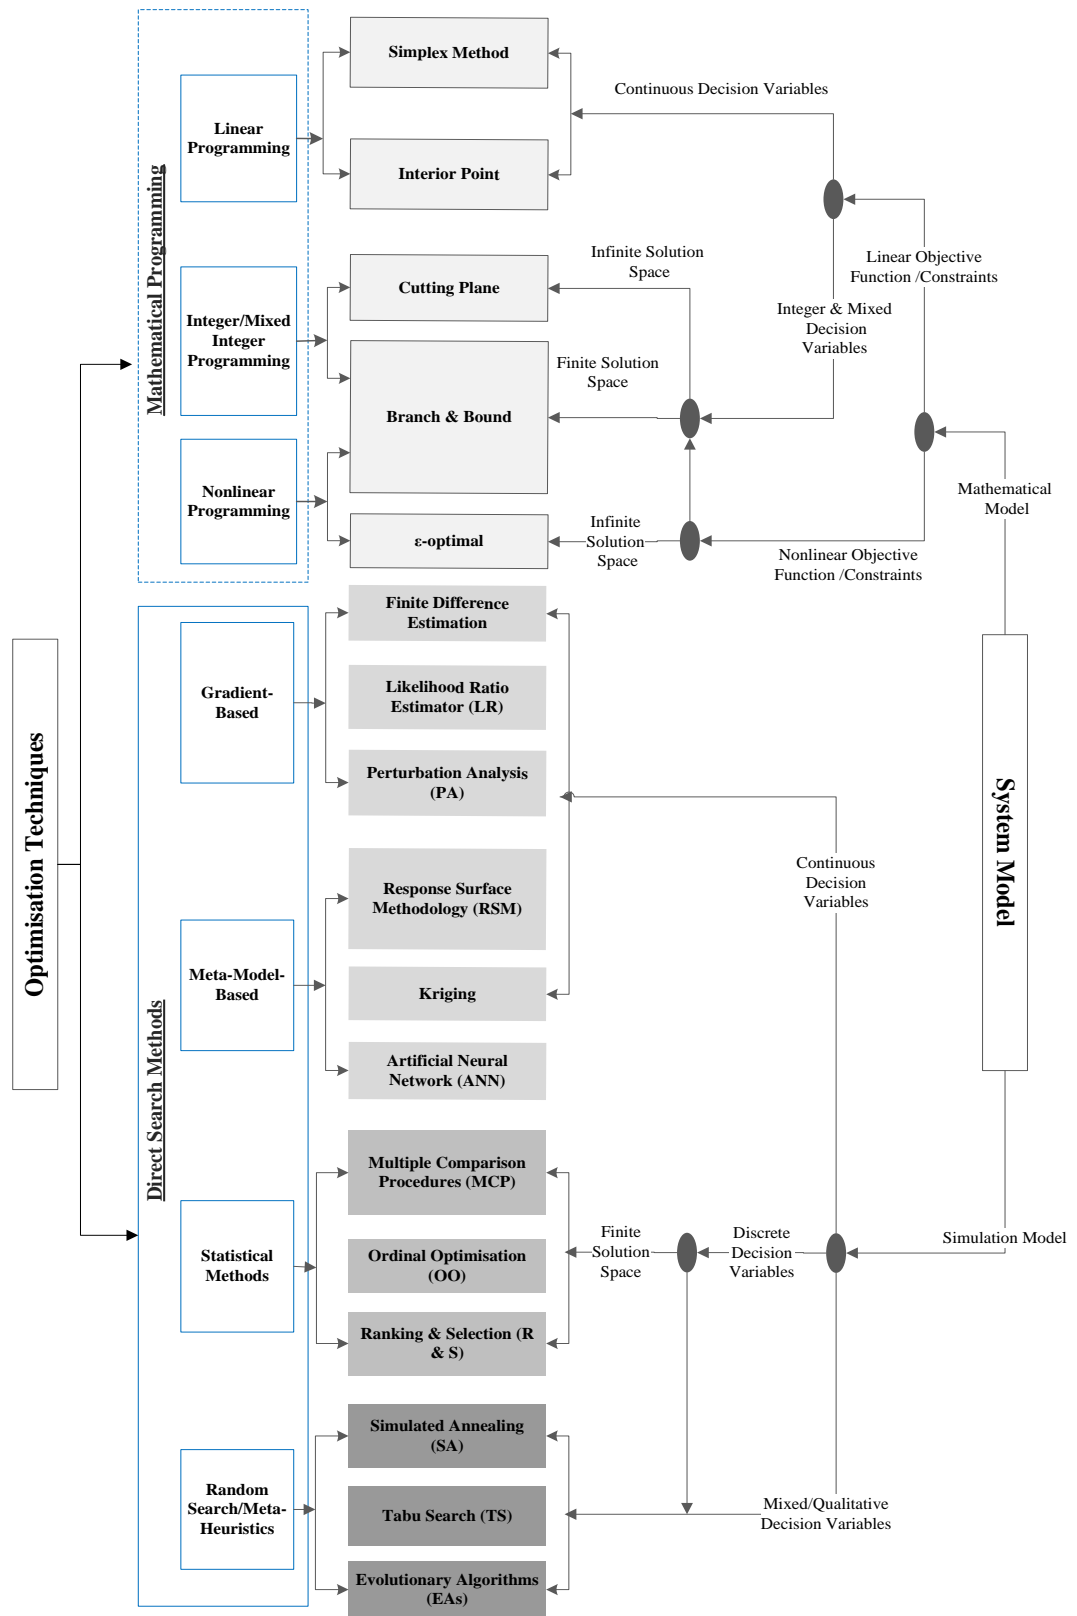 Optimisation Techniques
Mathematical Programming
Linear
Programming
Integer/Mixed
Integer
Programming
Nonlinear
Programming
Simplex Method
Interior Point
Cutting Plane
Branch & Bound
ε-optimal
Continuous Decision Variables
Infinite Solution
Space
Finite Solution
Space
Infinite
Solution
Space
Integer & Mixed
Decision
Variables
Linear Objective
Function /Constraints
Nonlinear Objective
Function /Constraints
Mathematical
Model
System Model
Simulation Model
Direct Search Methods
Gradient-
Based
Meta-Model-
Based
Statistical
Methods
Random
Search/Meta-
Heuristics
Finite Difference
Estimation
Likelihood Ratio
Estimator (LR)
Perturbation Analysis
(PA)
Response Surface
Methodology (RSM)
Kriging
Artificial Neural
Network (ANN)
Multiple Comparison
Procedures (MCP)
Ordinal Optimisation
(OO)
Ranking & Selection (R
& S)
Simulated Annealing
(SA)
Tabu Search (TS)
Evolutionary Algorithms
(EAs)
Continuous
Decision
Variables
Finite
Solution
Space
Discrete
Decision
Variables
Mixed/Qualitative
Decision Variables